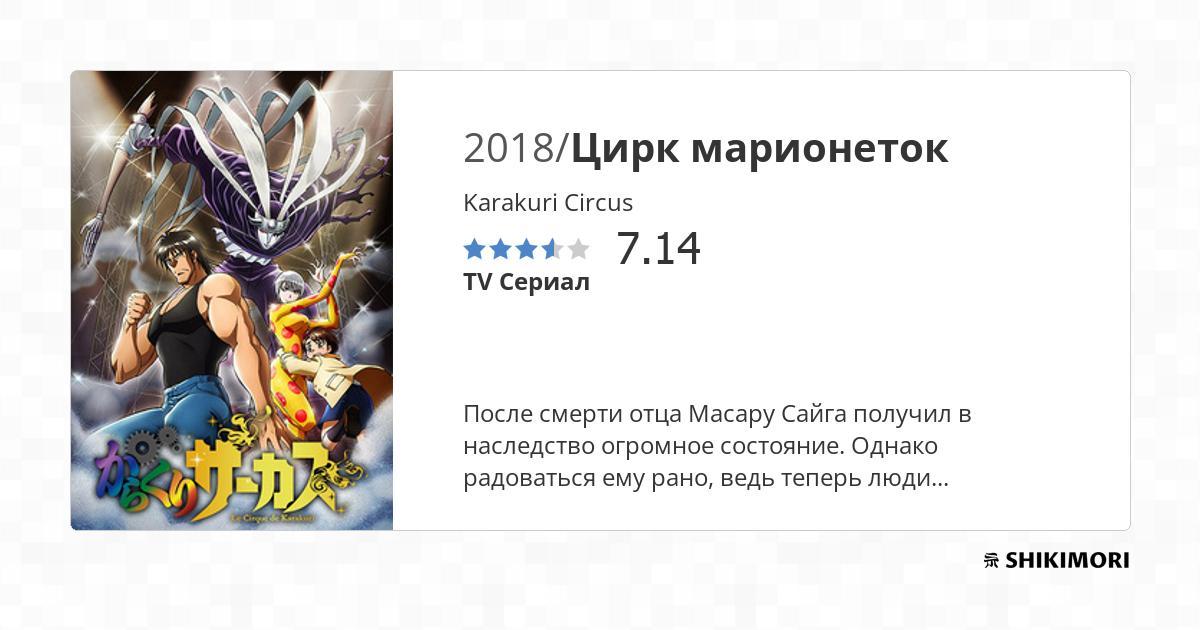 2018/Цирк марионеток
Karakuri Circus
7.14
TV Сериал
После смерти отца Масару Сайга получил в
наследство огромное состояние. Однако
радоваться ему рано, ведь теперь люди...
からくりサーカス
Le Cirque de Karakuri
SHIKIMORI